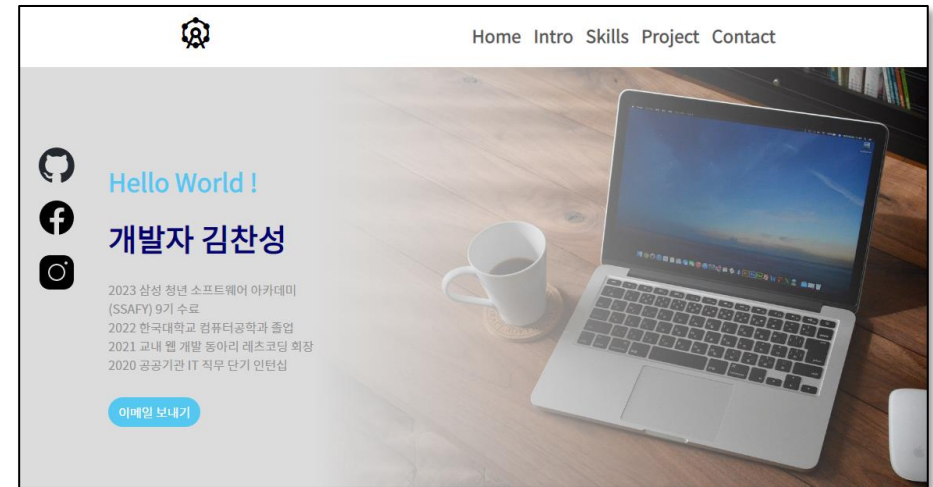 Home Intro Skills Project Contact
Hello World !
개발자 김찬성
2023 삼성 청년 소프트웨어 아카데미
(SSAFY) 9기 수료
2022 한국대학교 컴퓨터공학과 졸업
2021 교내 웹 개발 동아리 레츠코딩 회장
2020 공공기관 IT 직무 단기 인턴십
이메일 보내기